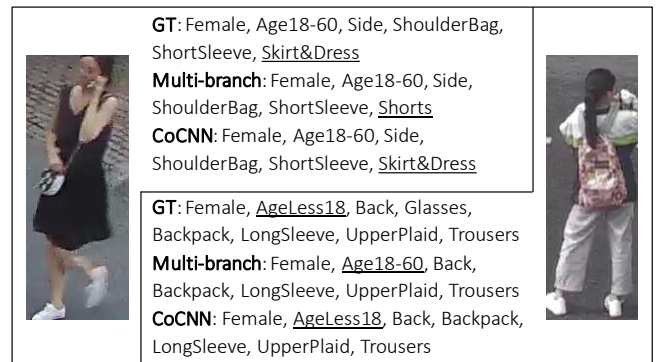 GT: Female, Age18-60, Side, ShoulderBag,
ShortSleeve, Skirt&Dress
Multi-branch: Female, Age18-60, Side,
ShoulderBag, ShortSleeve, Shorts
CoCNN: Female, Age18-60, Side,
ShoulderBag, ShortSleeve, Skirt&Dress
GT: Female, AgeLess18, Back, Glasses,
Backpack, LongSleeve, UpperPlaid, Trousers
Multi-branch: Female, Age18-60, Back,
Backpack, LongSleeve, UpperPlaid, Trousers
CoCNN: Female, AgeLess18, Back, Backpack,
LongSleeve, UpperPlaid, Trousers